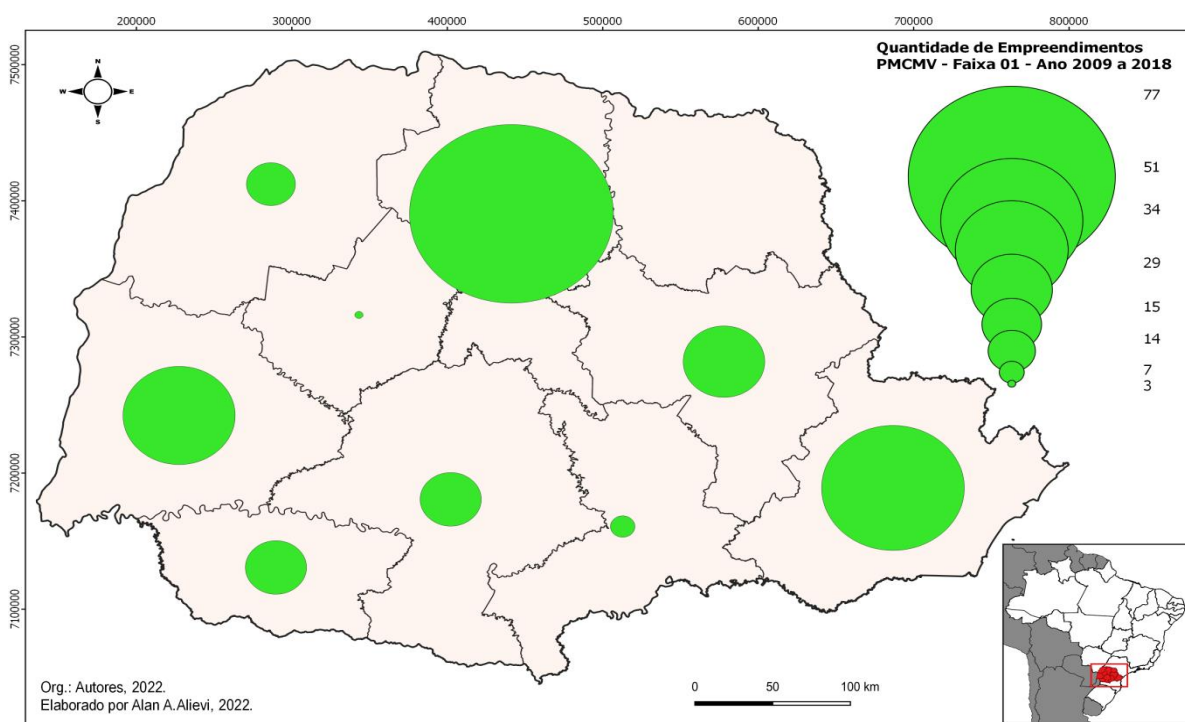 200000 300000 400000 500000 600000 700000 800000
7500000
7400000
7300000
7200000
7100000
N
W E
S
Quantidade de Empreendimentos
PMCMV - Faixa 01 - Ano 2009 a 2018
77
51
34
29
15
14
7
3
Org.: Autores, 2022.
Elaborado por Alan A.Alievi, 2022.
0 50 100 km